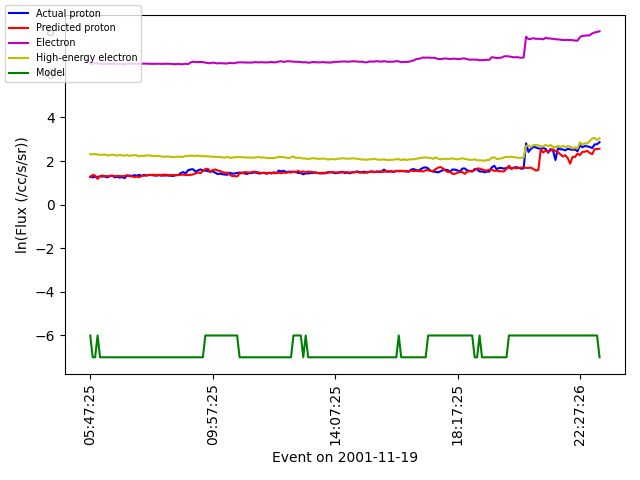 Actual proton
Predicted proton
Electron
High-energy electron
Model
4
2
0
−2
−4
−6
ln(Flux (/cc/s/sr))
05:47:25
09:57:25
14:07:25
18:17:25
22:27:26
Event on 2001-11-19